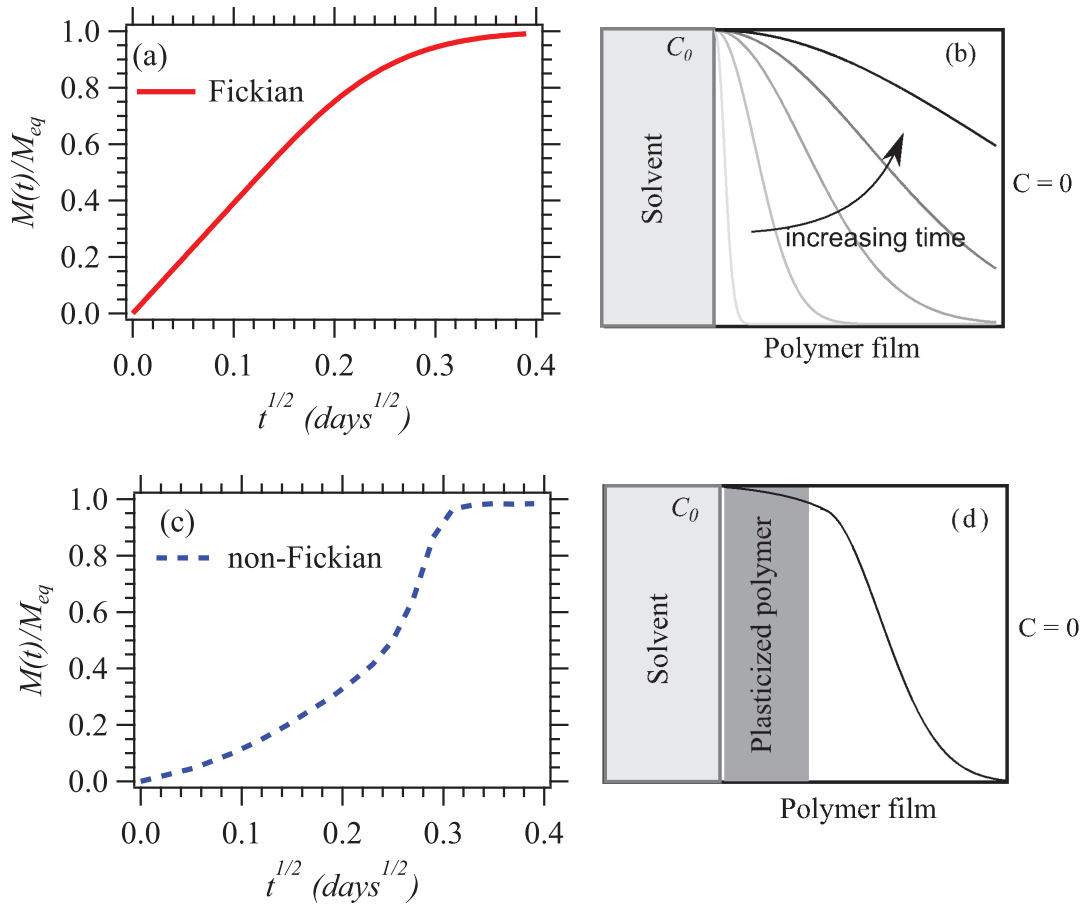 (a)
Fickian
M(t)/M_eq
1.0
0.8
0.6
0.4
0.2
0.0
0.0 0.1 0.2 0.3 0.4
t^1/2 (days^1/2)
(b)
C_0
Solvent
increasing time
C = 0
Polymer film
(c)
non-Fickian
M(t)/M_eq
1.0
0.8
0.6
0.4
0.2
0.0
0.0 0.1 0.2 0.3 0.4
t^1/2 (days^1/2)
(d)
C_0
Solvent
Plasticized polymer
C = 0
Polymer film